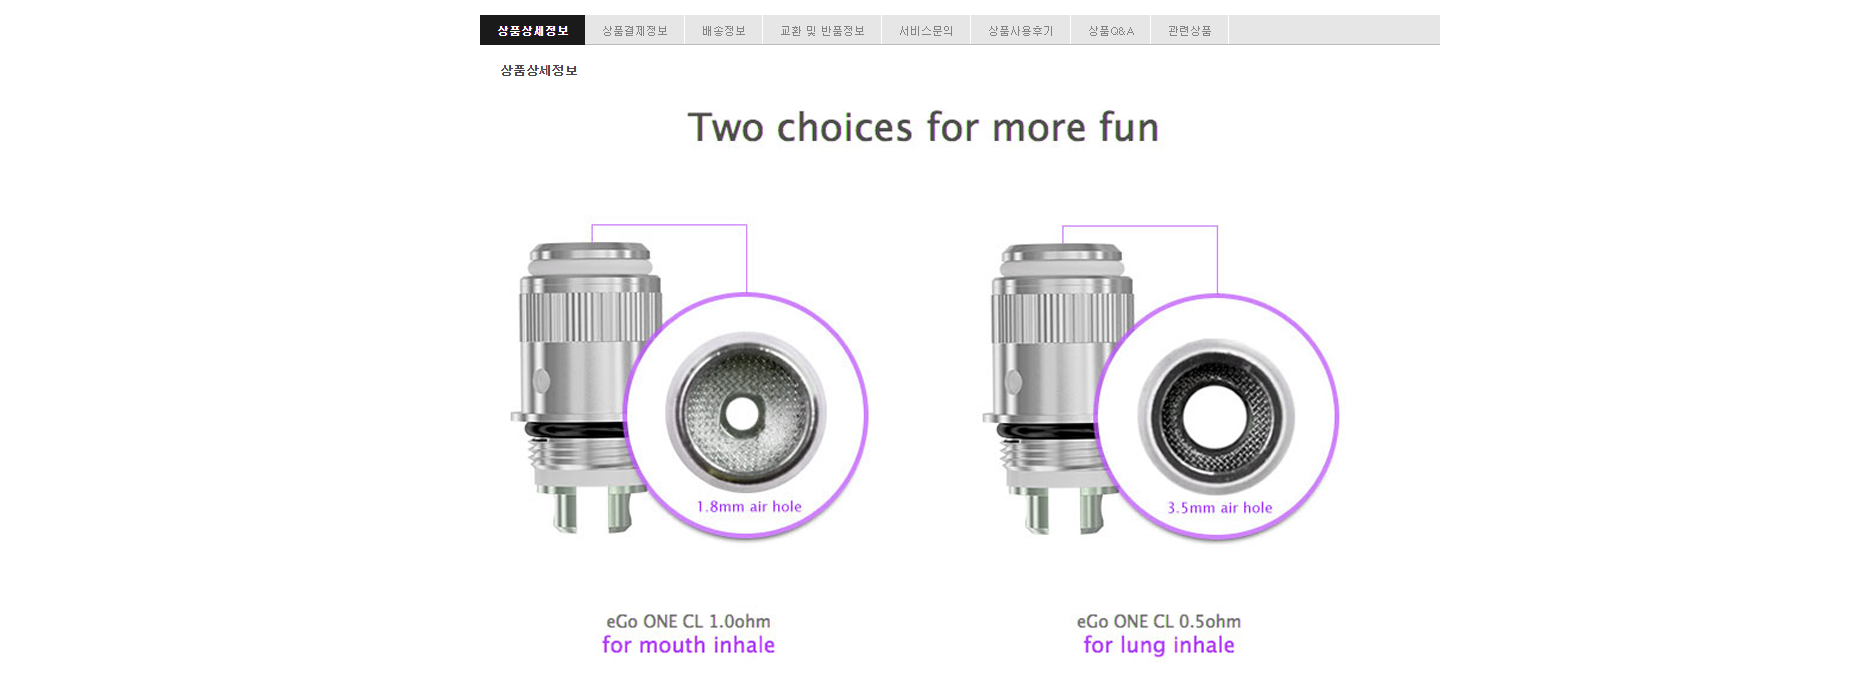 상품상세정보 상품결제정보 배송정보 교환 및 반품정보 서비스문의 상품사용후기 상품Q&A 관련상품
상품상세정보
Two choices for more fun
1.8mm air hole
3.5mm air hole
eGo ONE CL 1.0ohm
for mouth inhale
eGo ONE CL 0.5ohm
for lung inhale